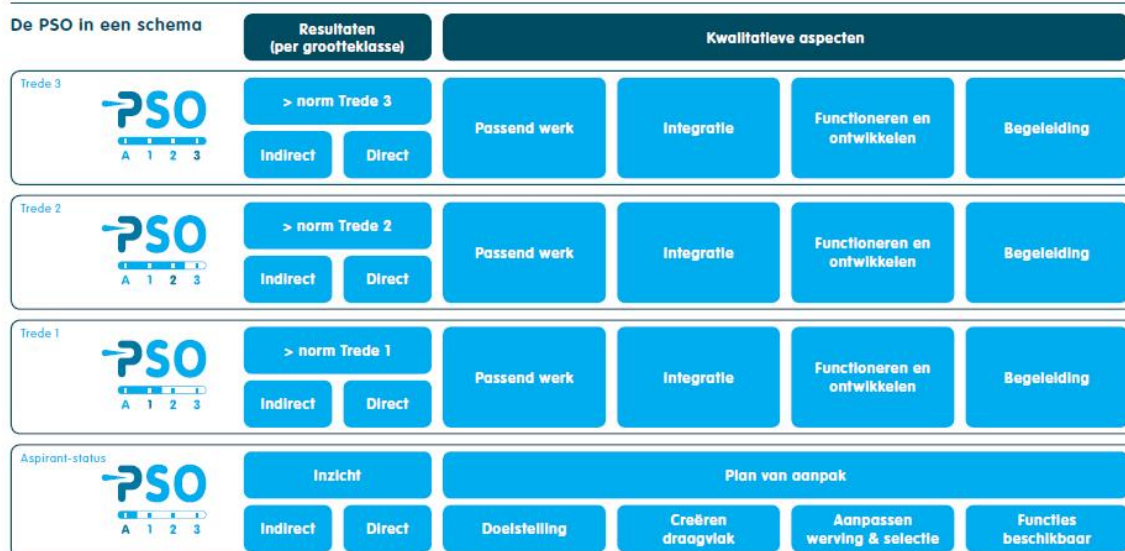 De PSO in een schema
Resultaten
(per grootteklasse)
Kwalitatieve aspecten
Trede 3
PSO
A 1 2 3
> norm Trede 3
Indirect
Direct
Passend werk
Integratie
Functioneren en
ontwikkelen
Begeleiding
Trede 2
PSO
A 1 2 3
> norm Trede 2
Indirect
Direct
Passend werk
Integratie
Functioneren en
ontwikkelen
Begeleiding
Trede 1
PSO
A 1 2 3
> norm Trede 1
Indirect
Direct
Passend werk
Integratie
Functioneren en
ontwikkelen
Begeleiding
Aspirant-status
PSO
A 1 2 3
Inzicht
Indirect
Direct
Plan van aanpak
Doelstelling
Creëren
draagvlak
Aanpassen
werving & selectie
Functies
beschikbaar